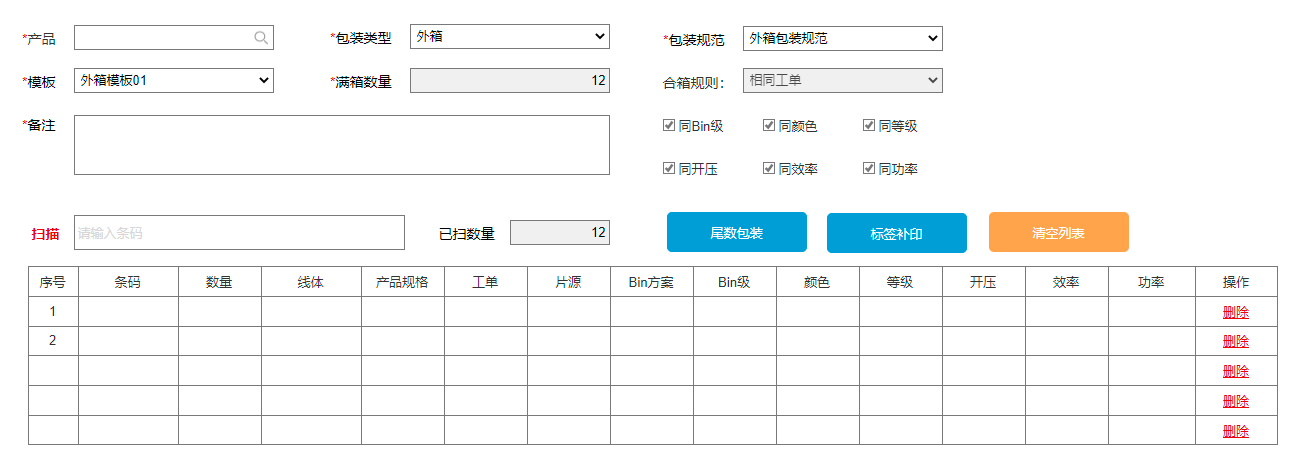 *产品 *包装类型 外箱 *包装规范 外箱包装规范
*模板 外箱模板01 *满箱数量 12 合箱规则: 相同工单
*备注 同Bin级 同颜色 同等级
同开压 同效率 同功率
扫描 请输入条码 已扫数量 12 尾数包装 标签补印 清空列表
序号 条码 数量 线体 产品规格 工单 片源 Bin方案 Bin级 颜色 等级 开压 效率 功率 操作
1 删除
2 删除
删除
删除
删除